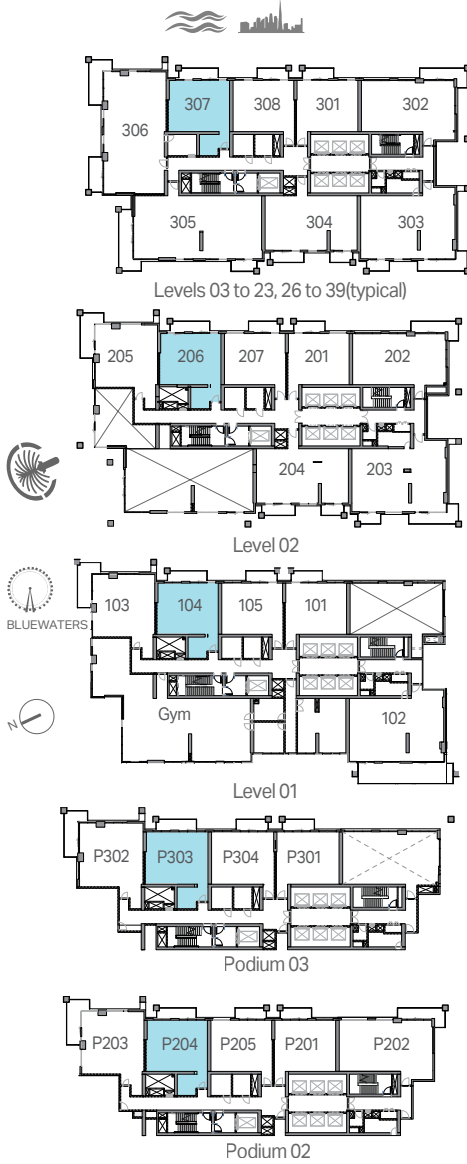 307 308 301 302
306
305 304 303
Levels 03 to 23, 26 to 39(typical)
205 206 207 201 202
204 203
Level 02
103 104 105 101
BLUEWATERS
N
Gym 102
Level 01
P302 P303 P304 P301
Podium 03
P203 P204 P205 P201 P202
Podium 02